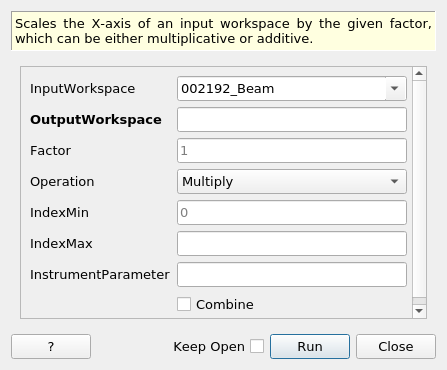 Scales the X-axis of an input workspace by the given factor,
which can be either multiplicative or additive.
InputWorkspace 002192_Beam
OutputWorkspace
Factor 1
Operation Multiply
IndexMin 0
IndexMax
InstrumentParameter
Combine
? Keep Open Run Close